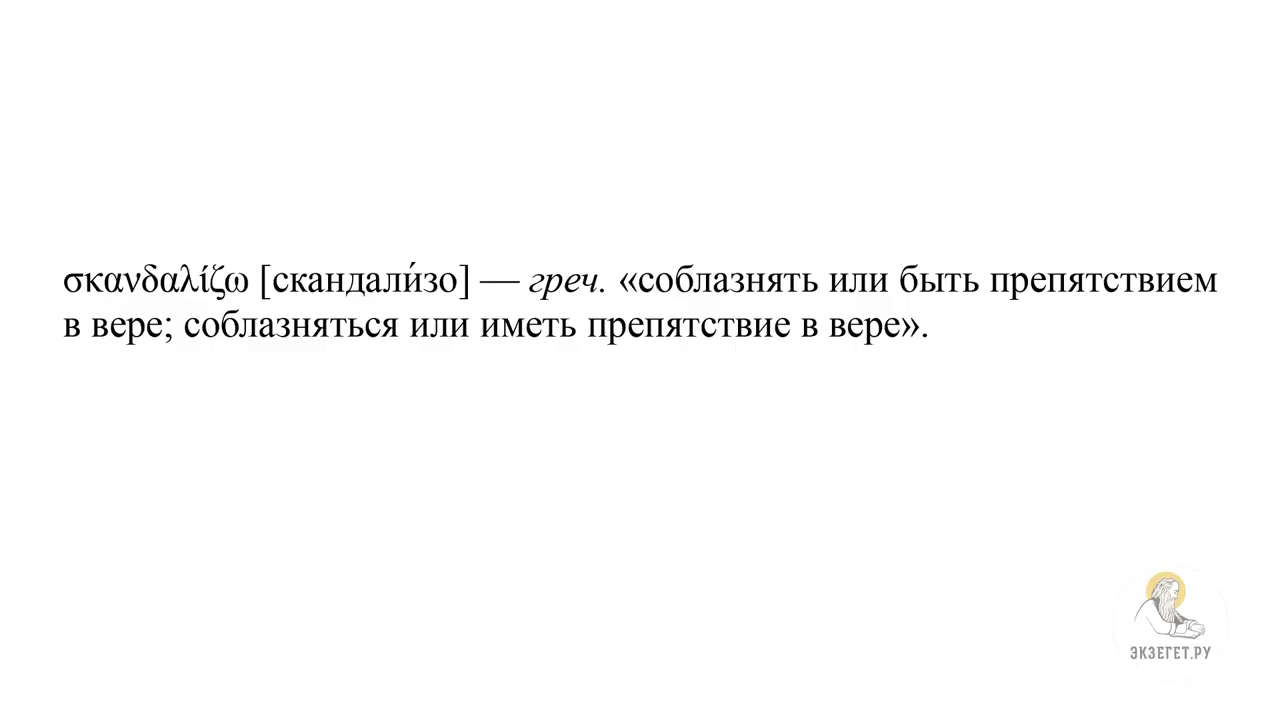 σκανδαλίζω [скандали́зо] — греч. «соблазнять или быть препятствием
в вере; соблазняться или иметь препятствие в вере».
ЭКЗЕГЕТ.РУ